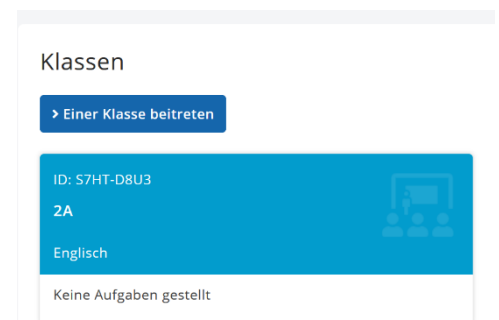 Klassen
> Einer Klasse beitreten
ID: S7HT-D8U3
2A
Englisch
Keine Aufgaben gestellt